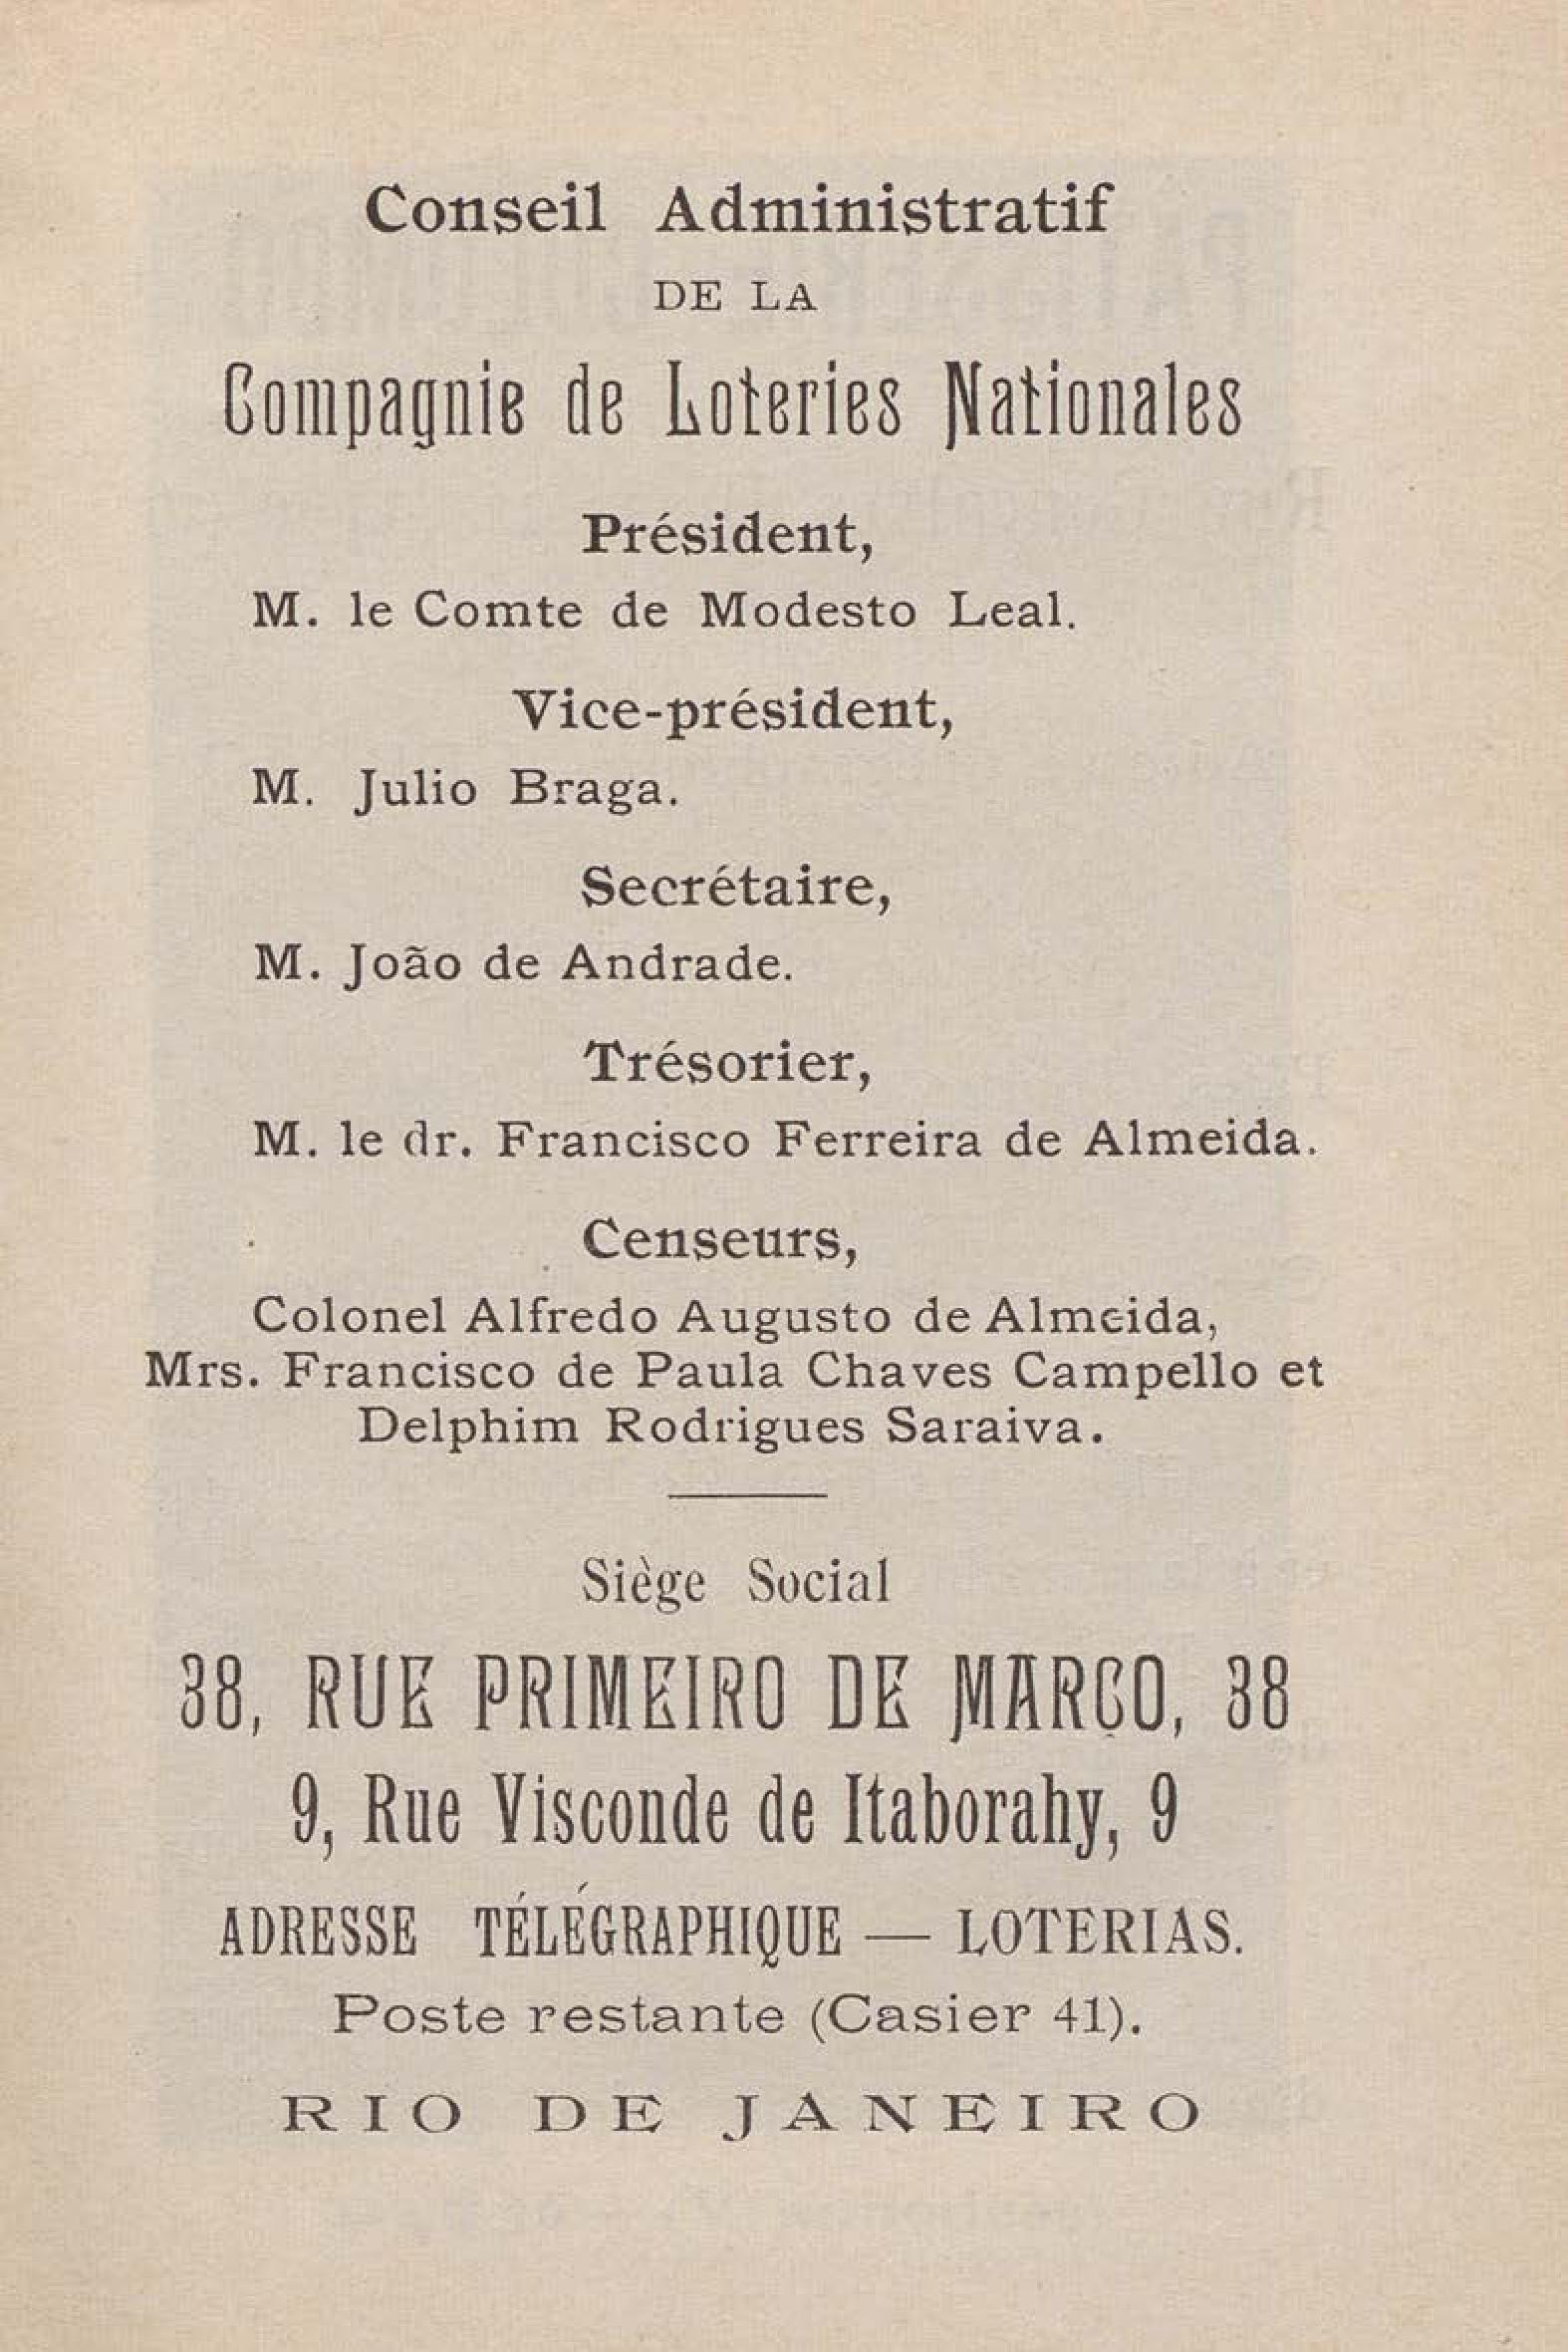 Conseil Administratif
DE LA
Compagnie de Loteries Nationales
Président,
M. le Comte de Modesto Leal.
Vice-président,
M. Julio Braga.
Secrétaire,
M. João de Andrade.
Trésorier,
M. le dr. Francisco Ferreira de Almeida.
Censeurs,
Colonel Alfredo Augusto de Almeida,
Mrs. Francisco de Paula Chaves Campello et
Delphim Rodrigues Saraiva.
Siège Social
38, RUE PRIMEIRO DE MARÇO, 38
9, Rue Visconde de Itaborahy, 9
ADRESSE TÉLÉGRAPHIQUE — LOTERIAS.
Poste restante (Casier 41).
RIO DE JANEIRO